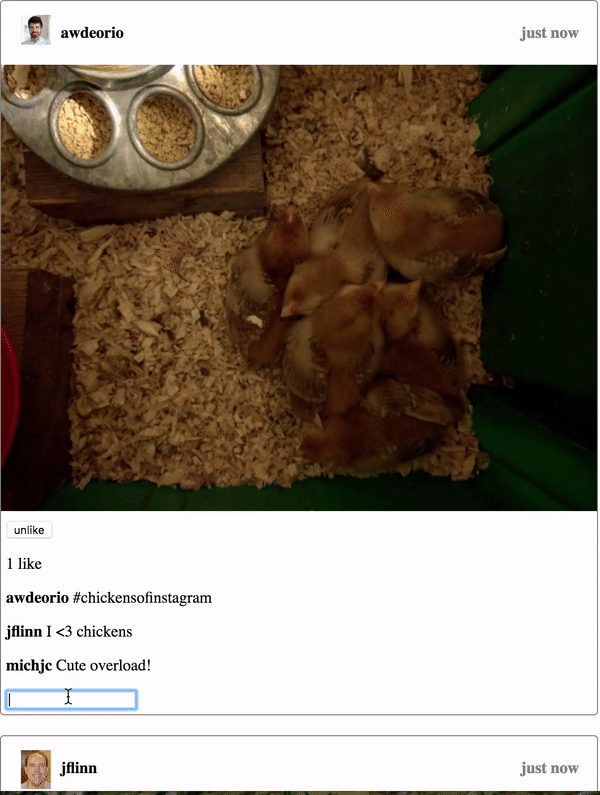 awdeorio just now
unlike
1 like
awdeorio #chickensofinstagram
jflinn I <3 chickens
michjc Cute overload!
jflinn just now